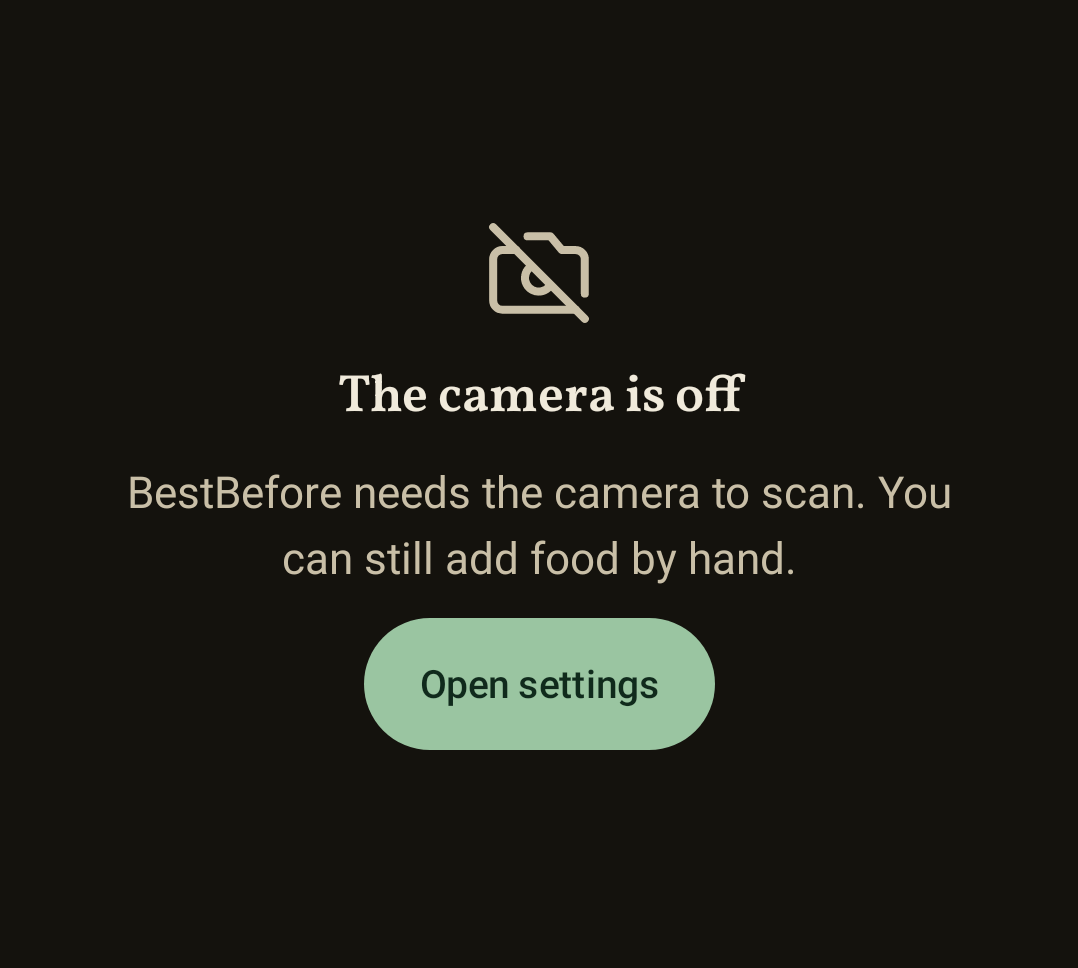 The camera is off
BestBefore needs the camera to scan. You
can still add food by hand.
Open settings